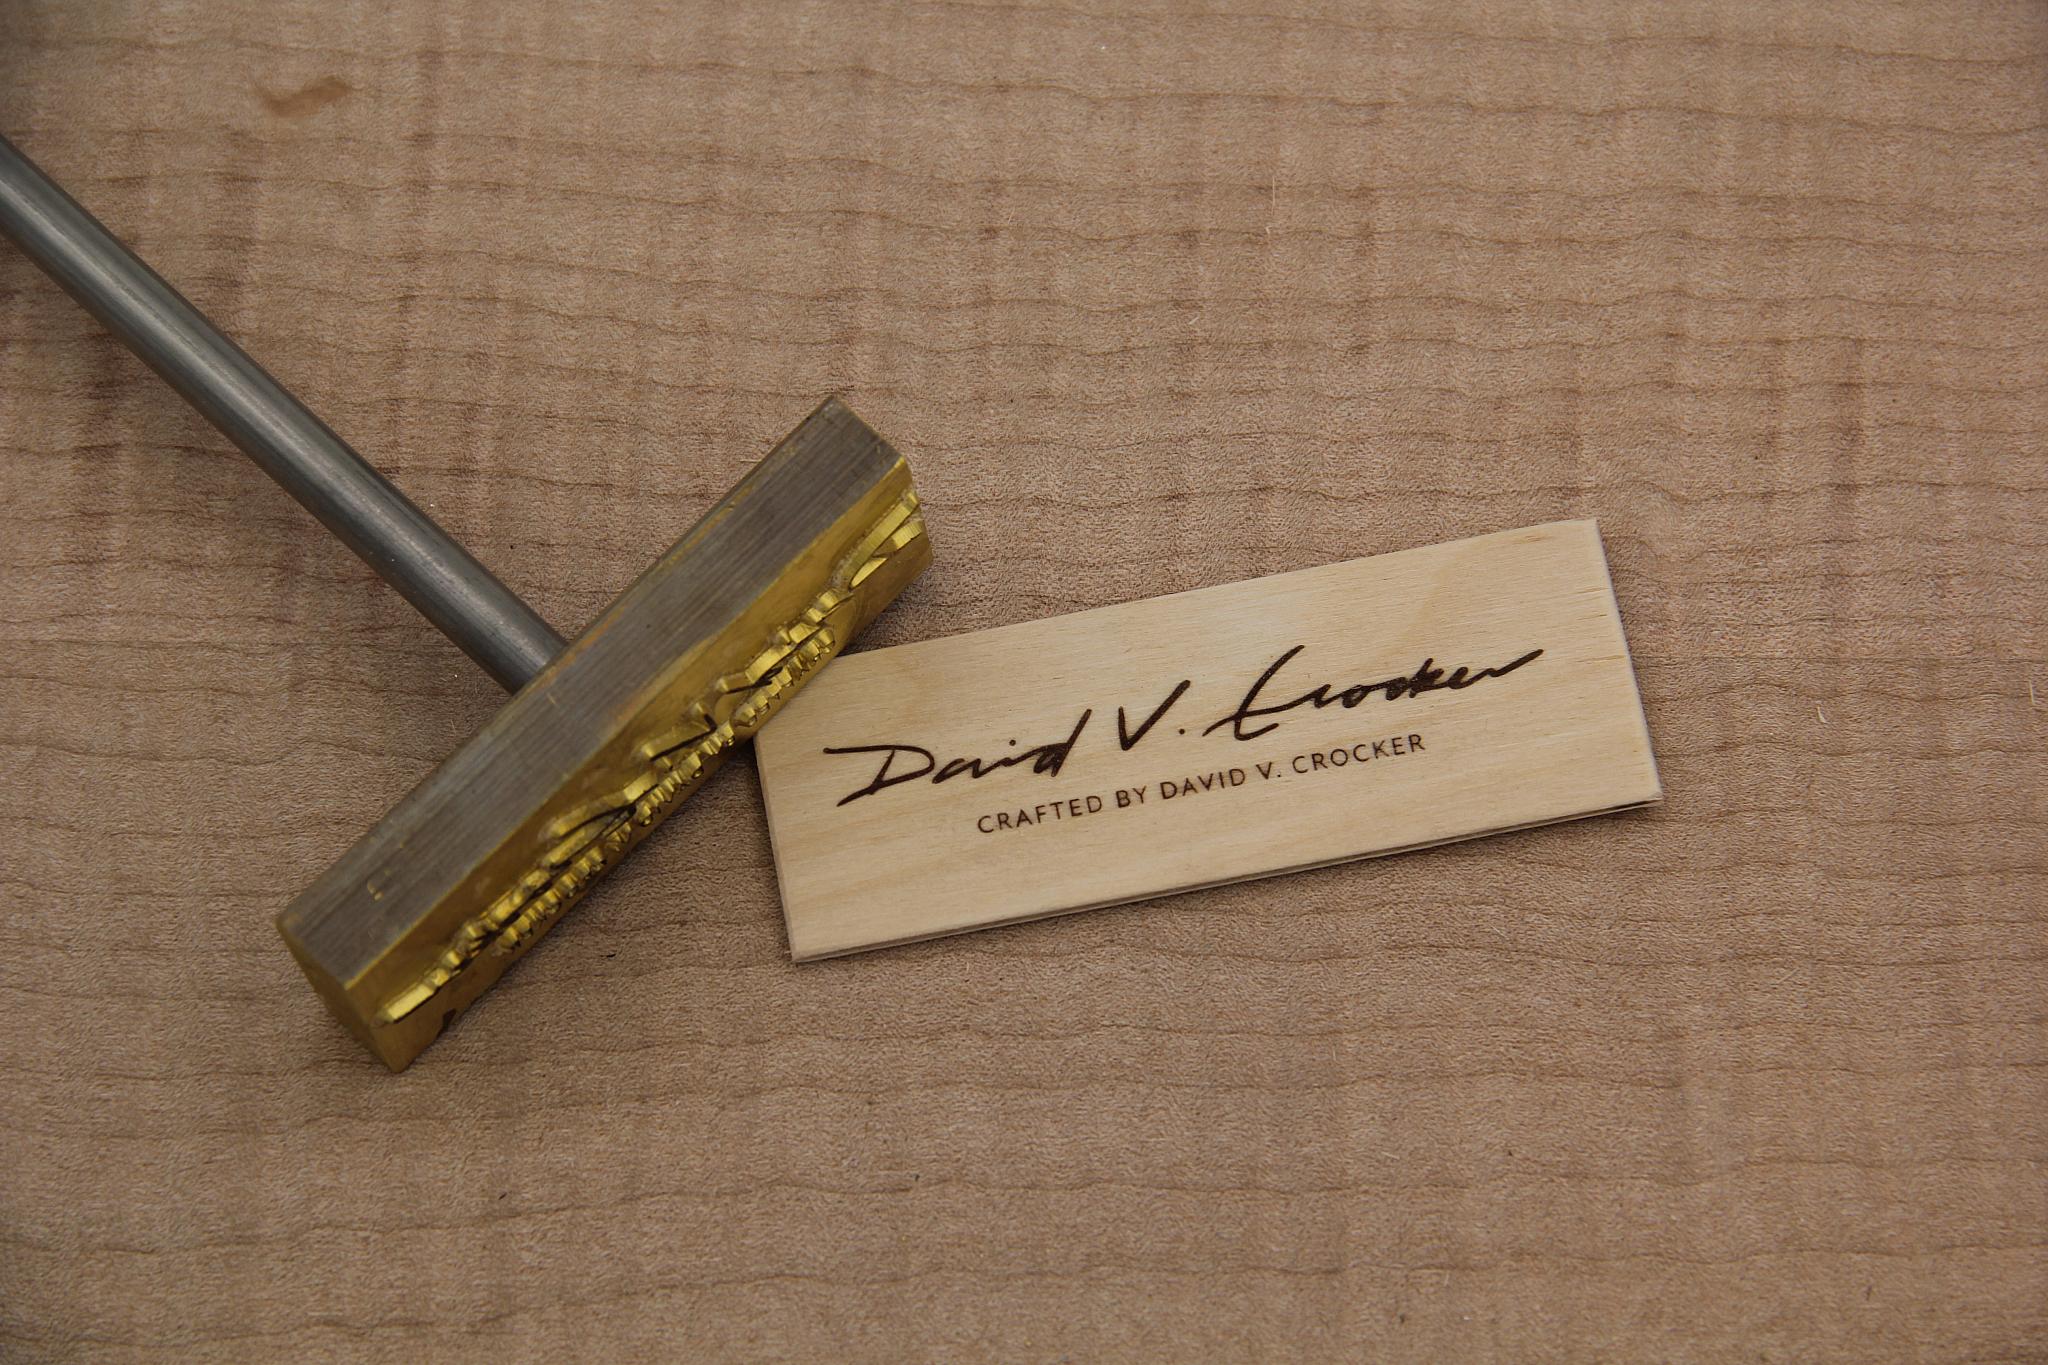 David V. Crocker
CRAFTED BY DAVID V. CROCKER